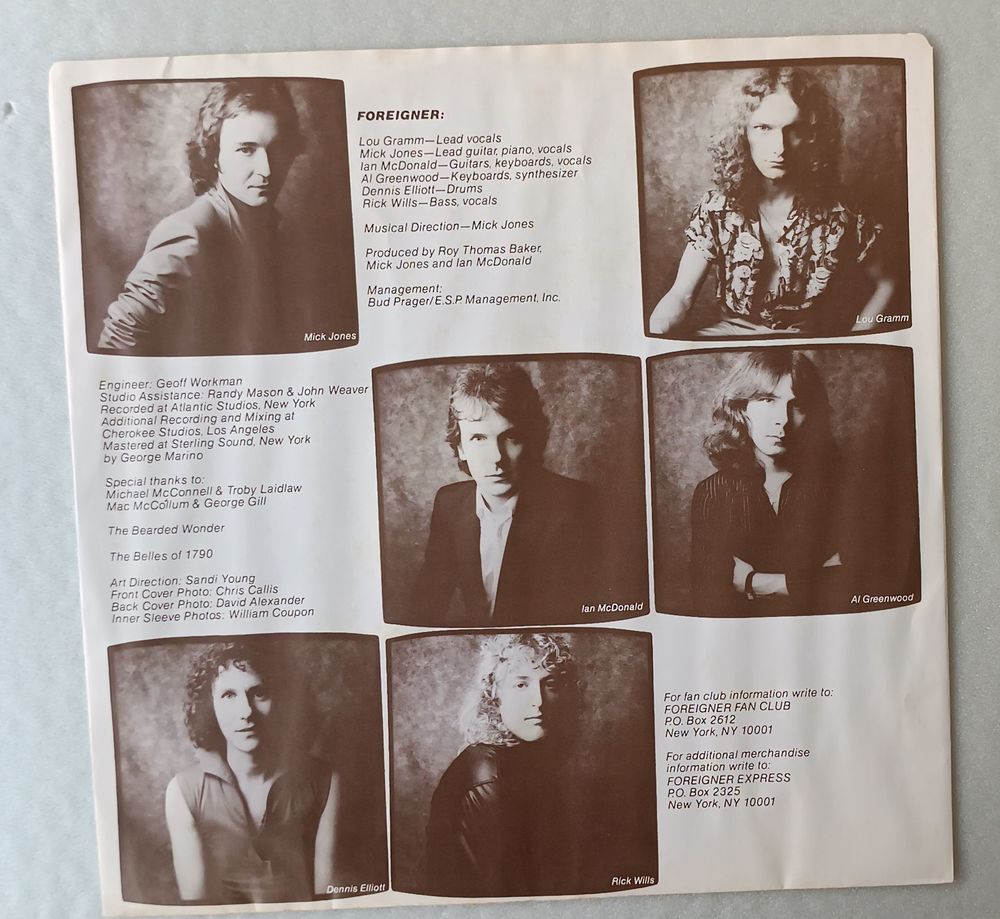 FOREIGNER:
Lou Gramm—Lead vocals
Mick Jones—Lead guitar, piano, vocals
Ian McDonald—Guitars, keyboards, vocals
Al Greenwood—Keyboards, synthesizer
Dennis Elliott—Drums
Rick Wills—Bass, vocals
Musical Direction—Mick Jones
Produced by Roy Thomas Baker,
Mick Jones and Ian McDonald
Management:
Bud Prager/E.S.P. Management, Inc.
Mick Jones
Lou Gramm
Engineer: Geoff Workman
Studio Assistance: Randy Mason & John Weaver
Recorded at Atlantic Studios, New York
Additional Recording and Mixing at
Cherokee Studios, Los Angeles
Mastered at Sterling Sound, New York
by George Marino
Special thanks to:
Michael McConnell & Troby Laidlaw
Mac McCollum & George Gill
The Bearded Wonder
The Belles of 1790
Art Direction: Sandi Young
Front Cover Photo: Chris Callis
Back Cover Photo: David Alexander
Inner Sleeve Photos: William Coupon
Ian McDonald
Al Greenwood
Dennis Elliott
Rick Wills
For fan club information write to:
FOREIGNER FAN CLUB
P.O. Box 2612
New York, NY 10001
For additional merchandise
information write to:
FOREIGNER EXPRESS
P.O. Box 2325
New York, NY 10001